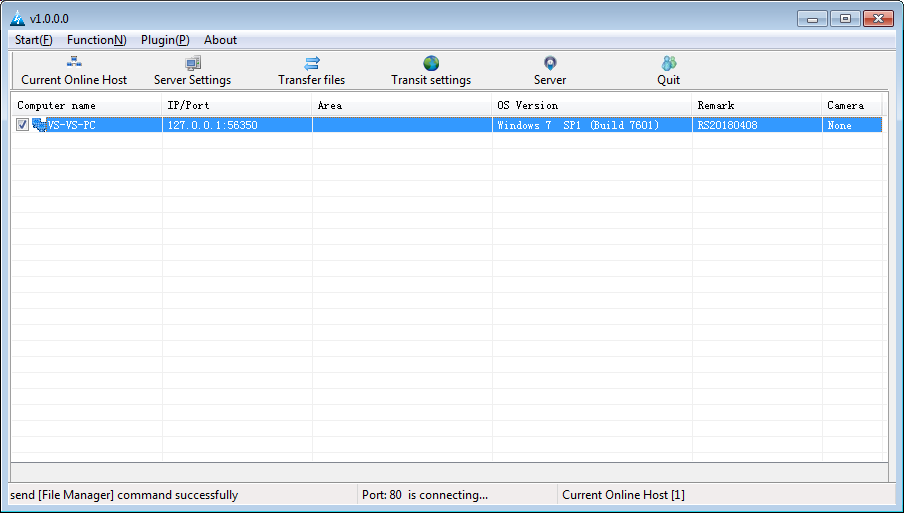 v1.0.0.0
Start(F) Function(N) Plugin(P) About
Current Online Host Server Settings Transfer files Transit settings Server Quit
Computer name IP/Port Area OS Version Remark Camera
VS-VS-PC 127.0.0.1:56350 Windows 7 SP1 (Build 7601) RS20180408 None
send [File Manager] command successfully Port: 80 is connecting... Current Online Host [1]